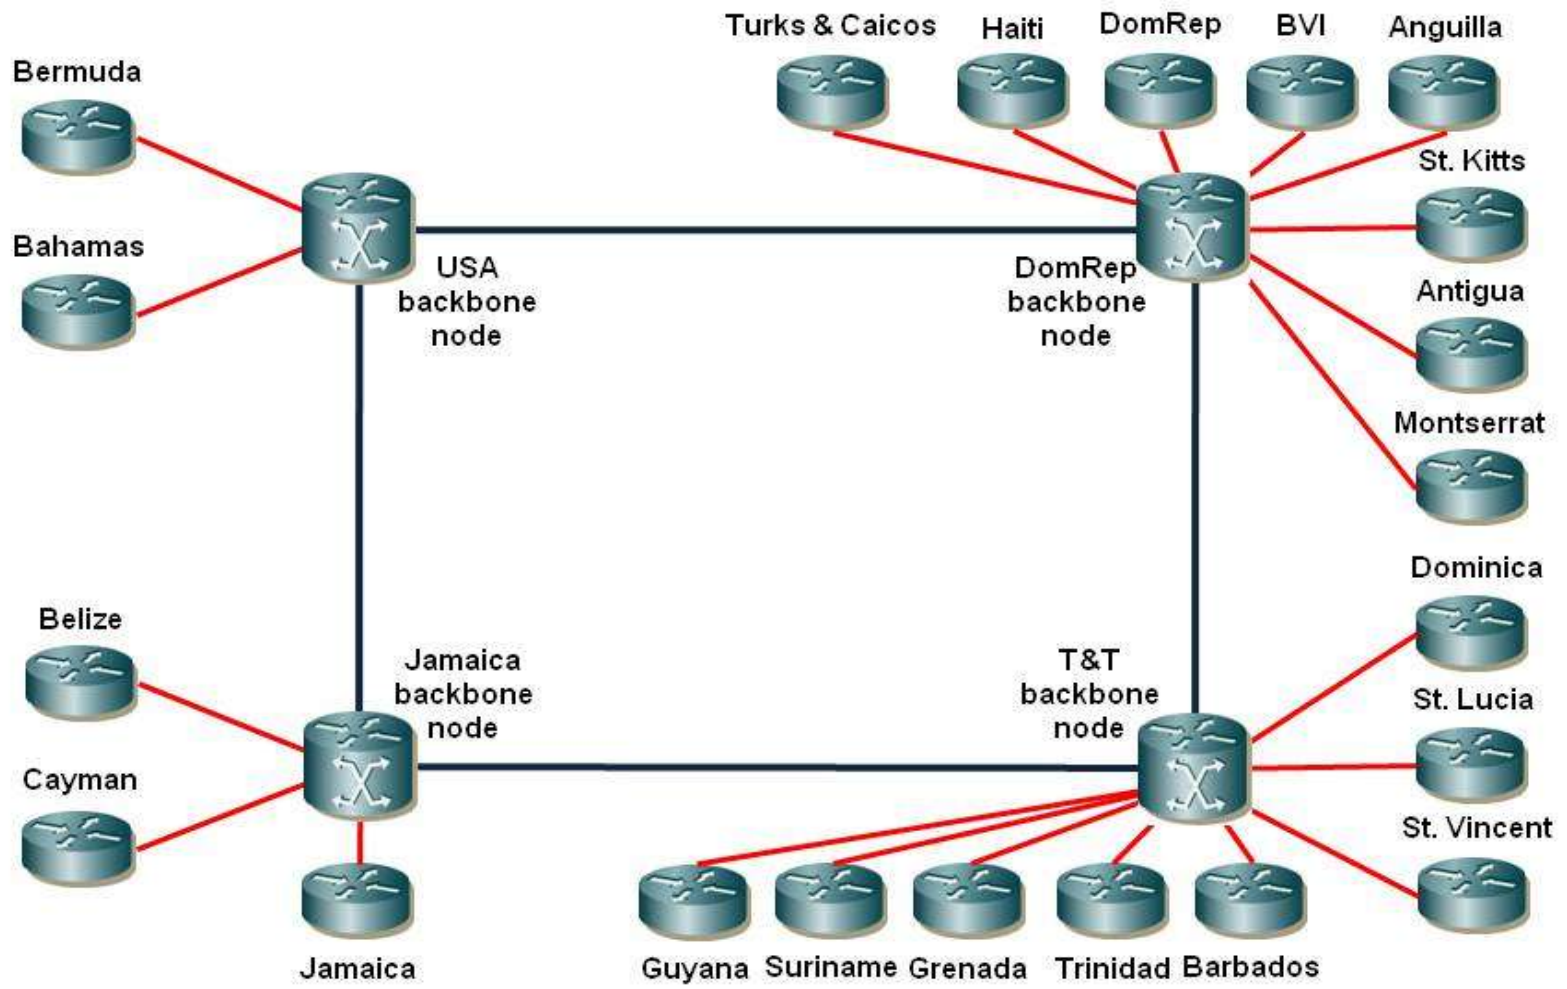 Turks & Caicos
Haiti
DomRep
BVI
Anguilla
Bermuda
St. Kitts
Bahamas
USA
backbone
node
DomRep
backbone
node
Antigua
Montserrat
Dominica
Belize
Jamaica
backbone
node
T&T
backbone
node
St. Lucia
Cayman
St. Vincent
Jamaica
Guyana
Suriname
Grenada
Trinidad
Barbados